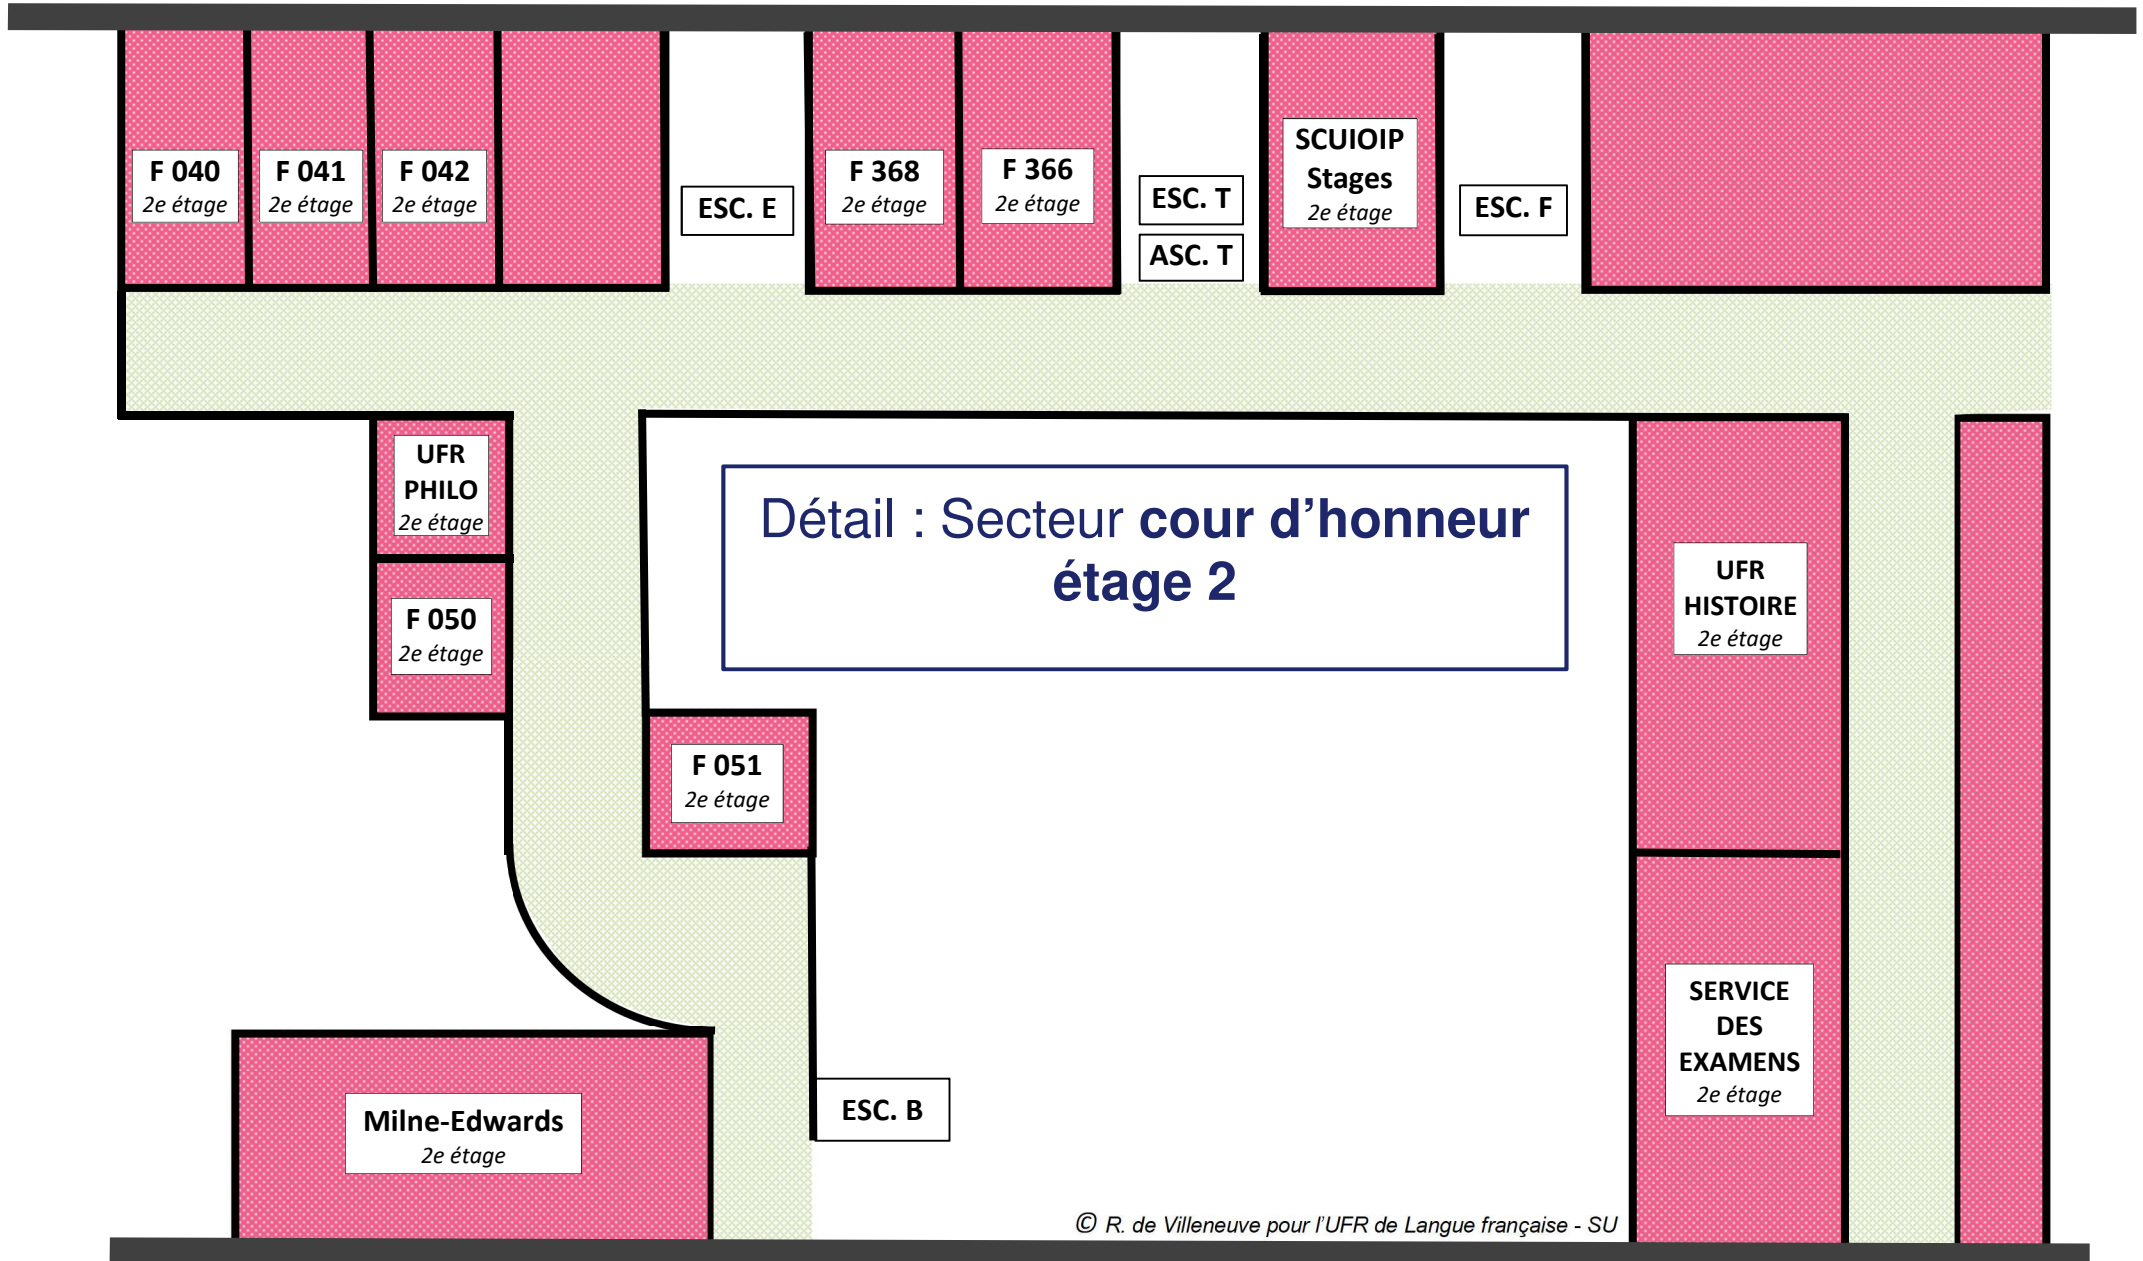 F 040
2e étage
F 041
2e étage
F 042
2e étage
ESC. E
F 368
2e étage
F 366
2e étage
ESC. T
ASC. T
SCUIOIP
Stages
2e étage
ESC. F
UFR
PHILO
2e étage
F 050
2e étage
Détail : Secteur cour d’honneur
étage 2
F 051
2e étage
UFR
HISTOIRE
2e étage
SERVICE
DES
EXAMENS
2e étage
Milne-Edwards
2e étage
ESC. B
© R. de Villeneuve pour l’UFR de Langue française - SU